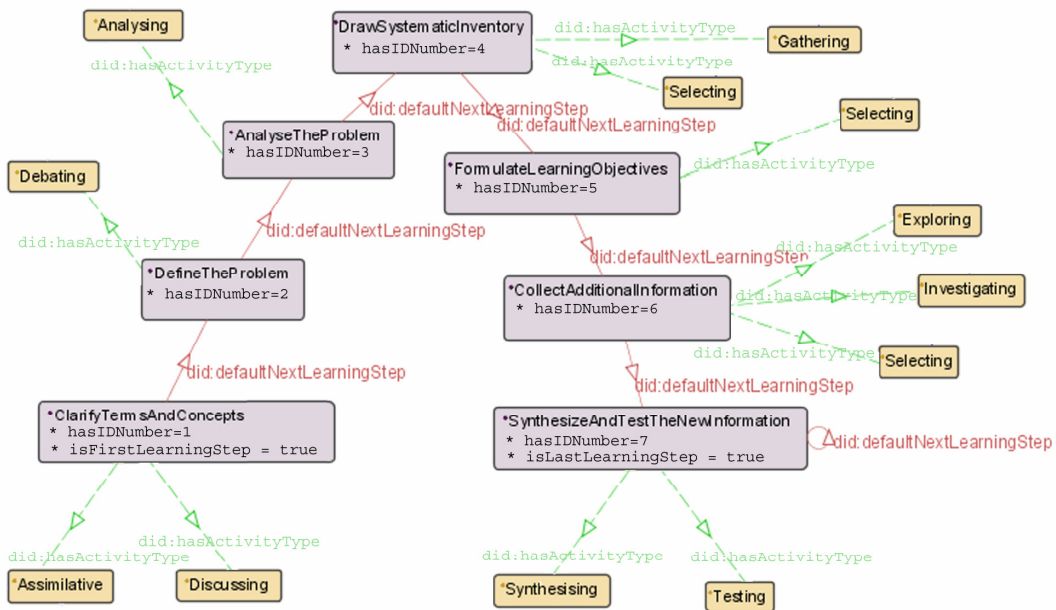 *Analysing
*DrawSystematicInventory
* hasIDNumber=4
did:hasActivityType
*Gathering
did:hasActivityType
did:hasActivityType
*Selecting
did:defaultNextLearningStep
did:defaultNextLearningStep
*Selecting
*AnalyseTheProblem
* hasIDNumber=3
did:hasActivityType
*FormulateLearningObjectives
* hasIDNumber=5
*Debating
*Exploring
did:hasActivityType
did:defaultNextLearningStep
did:hasActivityType
did:defaultNextLearningStep
*DefineTheProblem
* hasIDNumber=2
*CollectAdditionalInformation
* hasIDNumber=6
did:hasActivityType
*Investigating
did:hasActivityType
*Selecting
did:defaultNextLearningStep
did:defaultNextLearningStep
*ClarifyTermsAndConcepts
* hasIDNumber=1
* isFirstLearningStep = true
*SynthesizeAndTestTheNewInformation
* hasIDNumber=7
* isLastLearningStep = true
did:defaultNextLearningStep
did:hasActivityType
did:hasActivityType
did:hasActivityType
did:hasActivityType
*Assimilative
*Discussing
*Synthesising
*Testing